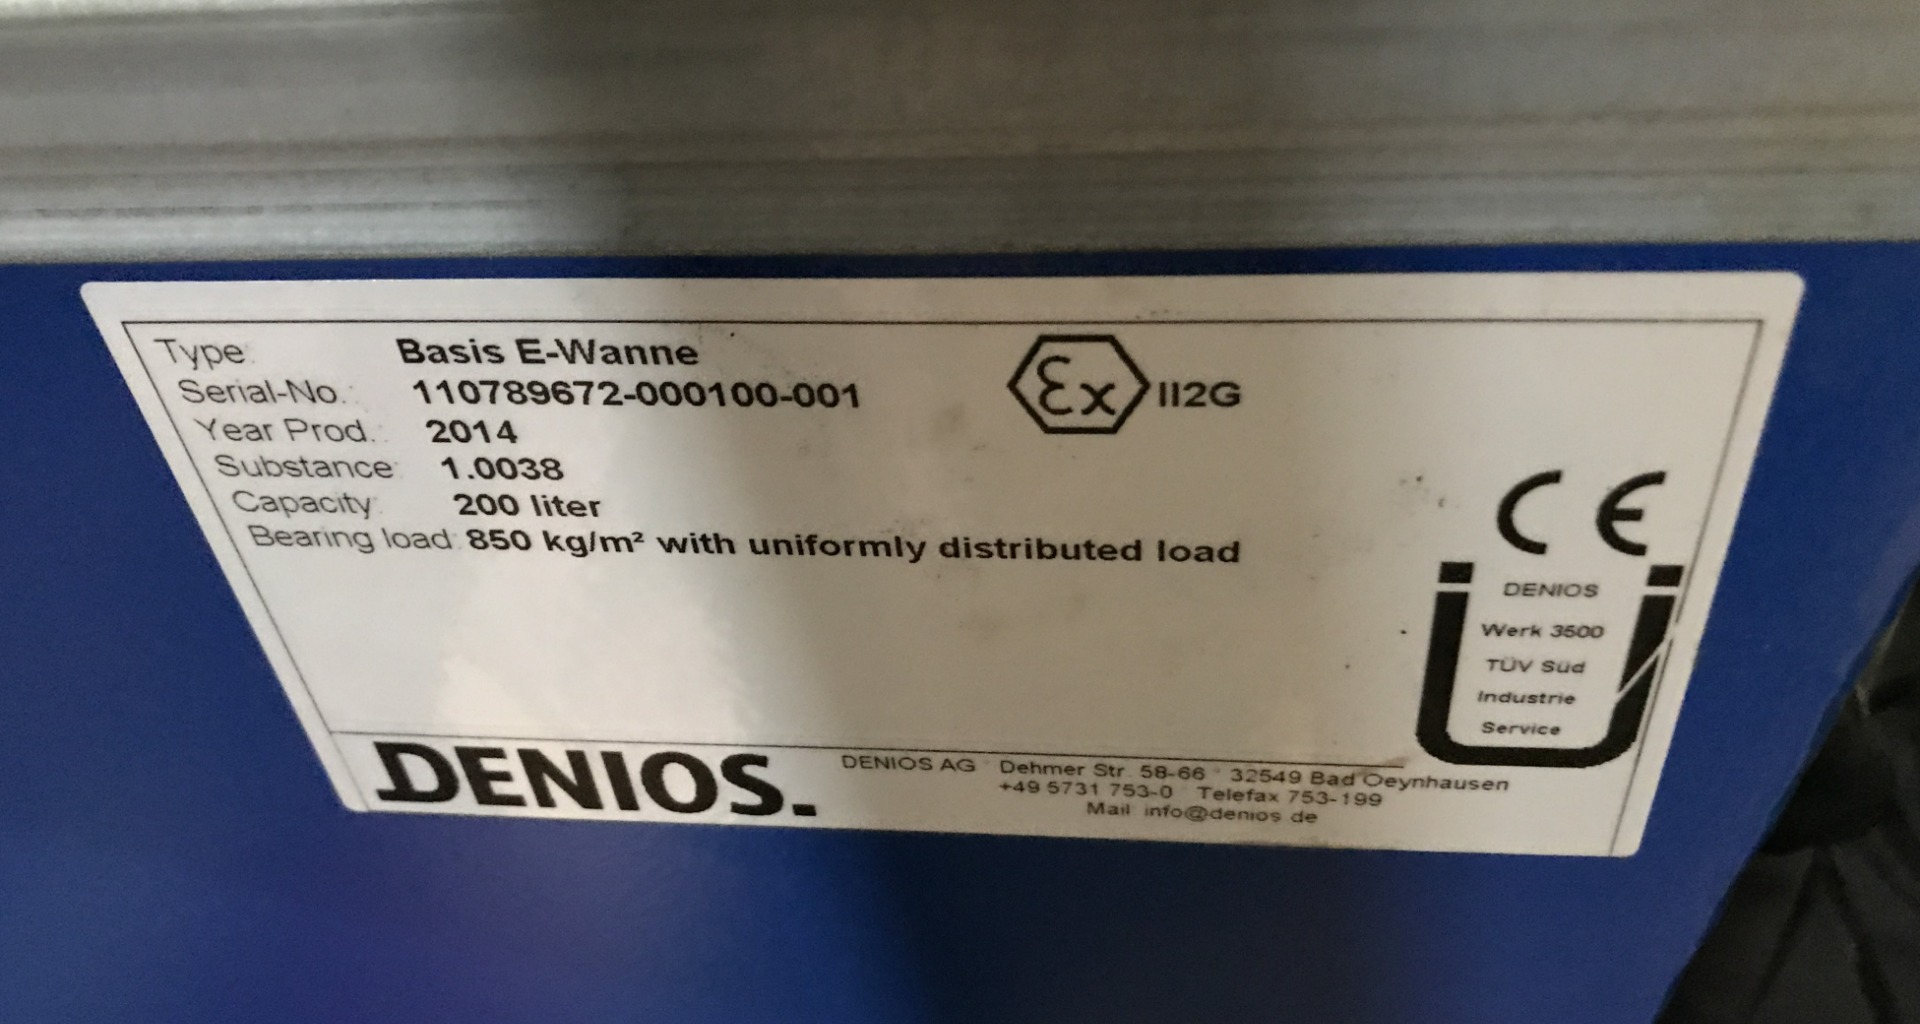 Type: Basis E-Wanne
Serial-No.: 110789672-000100-001
Year Prod.: 2014
Substance: 1.0038
Capacity: 200 liter
Bearing load: 850 kg/m² with uniformly distributed load
Ex II2G
CE
DENIOS
Werk 3500
TÜV Süd
Industrie
Service
DENIOS.
DENIOS AG · Dehmer Str. 58-66 · 32549 Bad Oeynhausen
+49 5731 753-0 Telefax 753-199
Mail: info@denios.de